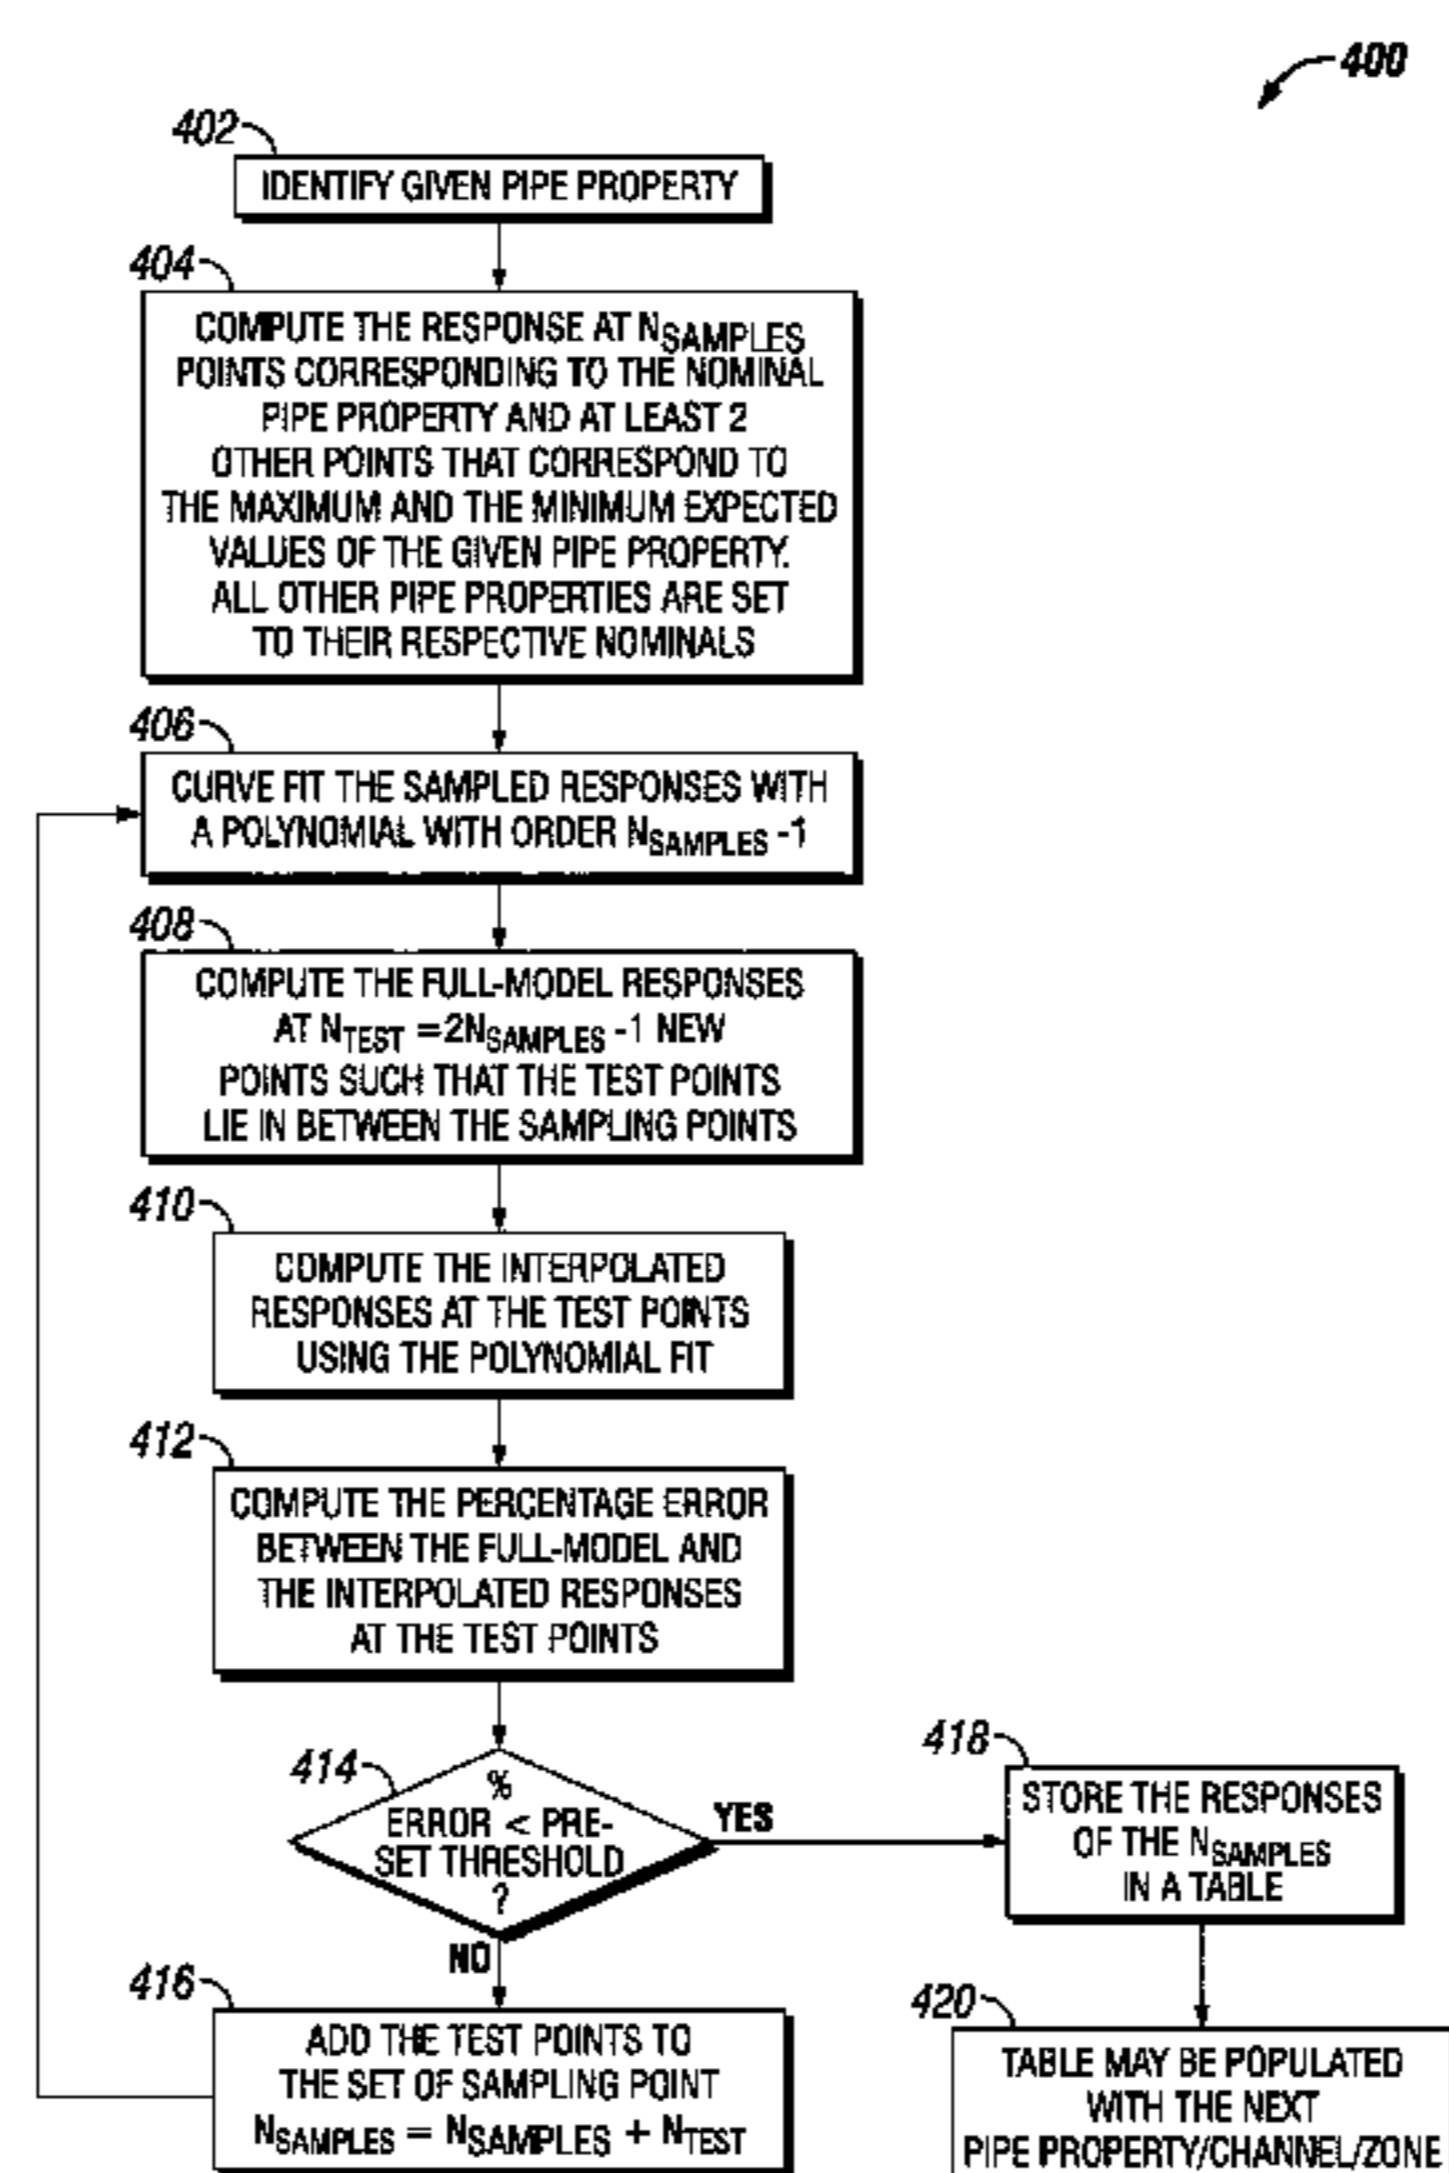 400
402
IDENTIFY GIVEN PIPE PROPERTY
404
COMPUTE THE RESPONSE AT NSAMPLES
POINTS CORRESPONDING TO THE NOMINAL
PIPE PROPERTY AND AT LEAST 2
OTHER POINTS THAT CORRESPOND TO
THE MAXIMUM AND THE MINIMUM EXPECTED
VALUES OF THE GIVEN PIPE PROPERTY.
ALL OTHER PIPE PROPERTIES ARE SET
TO THEIR RESPECTIVE NOMINALS
406
CURVE FIT THE SAMPLED RESPONSES WITH
A POLYNOMIAL WITH ORDER NSAMPLES -1
408
COMPUTE THE FULL-MODEL RESPONSES
AT NTEST =2NSAMPLES -1 NEW
POINTS SUCH THAT THE TEST POINTS
LIE IN BETWEEN THE SAMPLING POINTS
410
COMPUTE THE INTERPOLATED
RESPONSES AT THE TEST POINTS
USING THE POLYNOMIAL FIT
412
COMPUTE THE PERCENTAGE ERROR
BETWEEN THE FULL-MODEL AND
THE INTERPOLATED RESPONSES
AT THE TEST POINTS
414
%
ERROR < PRE-
SET THRESHOLD
?
YES
NO
416
ADD THE TEST POINTS TO
THE SET OF SAMPLING POINT
NSAMPLES = NSAMPLES + NTEST
418
STORE THE RESPONSES
OF THE NSAMPLES
IN A TABLE
420
TABLE MAY BE POPULATED
WITH THE NEXT
PIPE PROPERTY/CHANNEL/ZONE